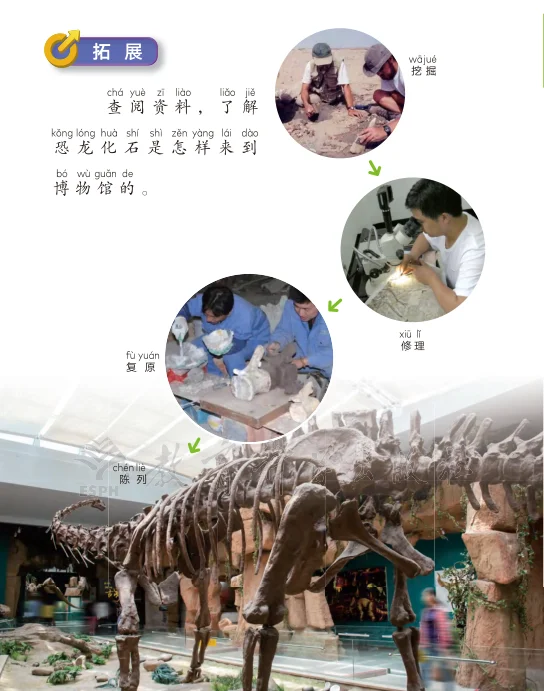 拓展
chá yuè zī liào liǎo jiě
查阅资料，了解
kǒng lóng huà shí shì zěn yàng lái dào
恐龙化石是怎样来到
bó wù guǎn de
博物馆的。
wājué
挖掘
xiū lǐ
修理
fù yuán
复原
chén liè
陈列
ESPH